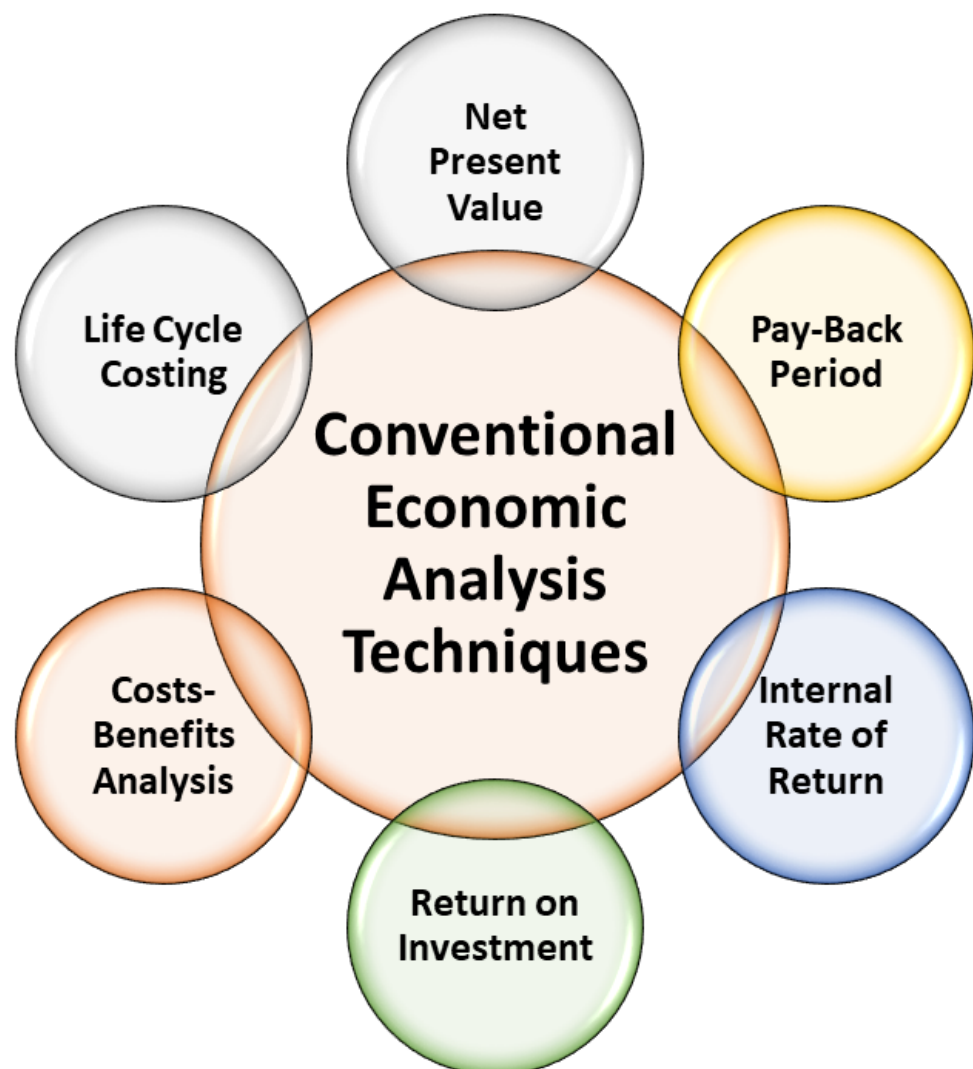 Net
Present
Value
Pay-Back
Period
Internal
Rate of
Return
Return on
Investment
Costs-
Benefits
Analysis
Life Cycle
Costing
Conventional
Economic
Analysis
Techniques